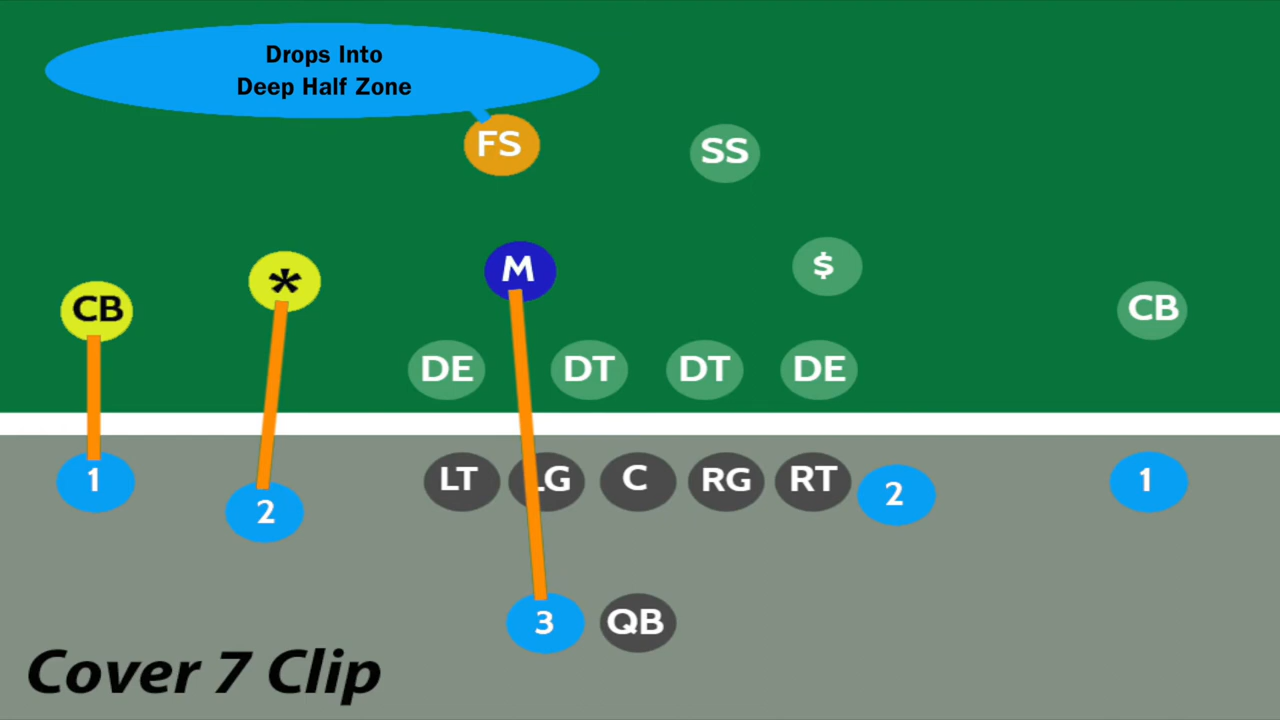 Drops Into
Deep Half Zone
FS
SS
CB
*
M
$
CB
DE
DT
DT
DE
1
2
LT
LG
C
RG
RT
2
1
3
QB
Cover 7 Clip